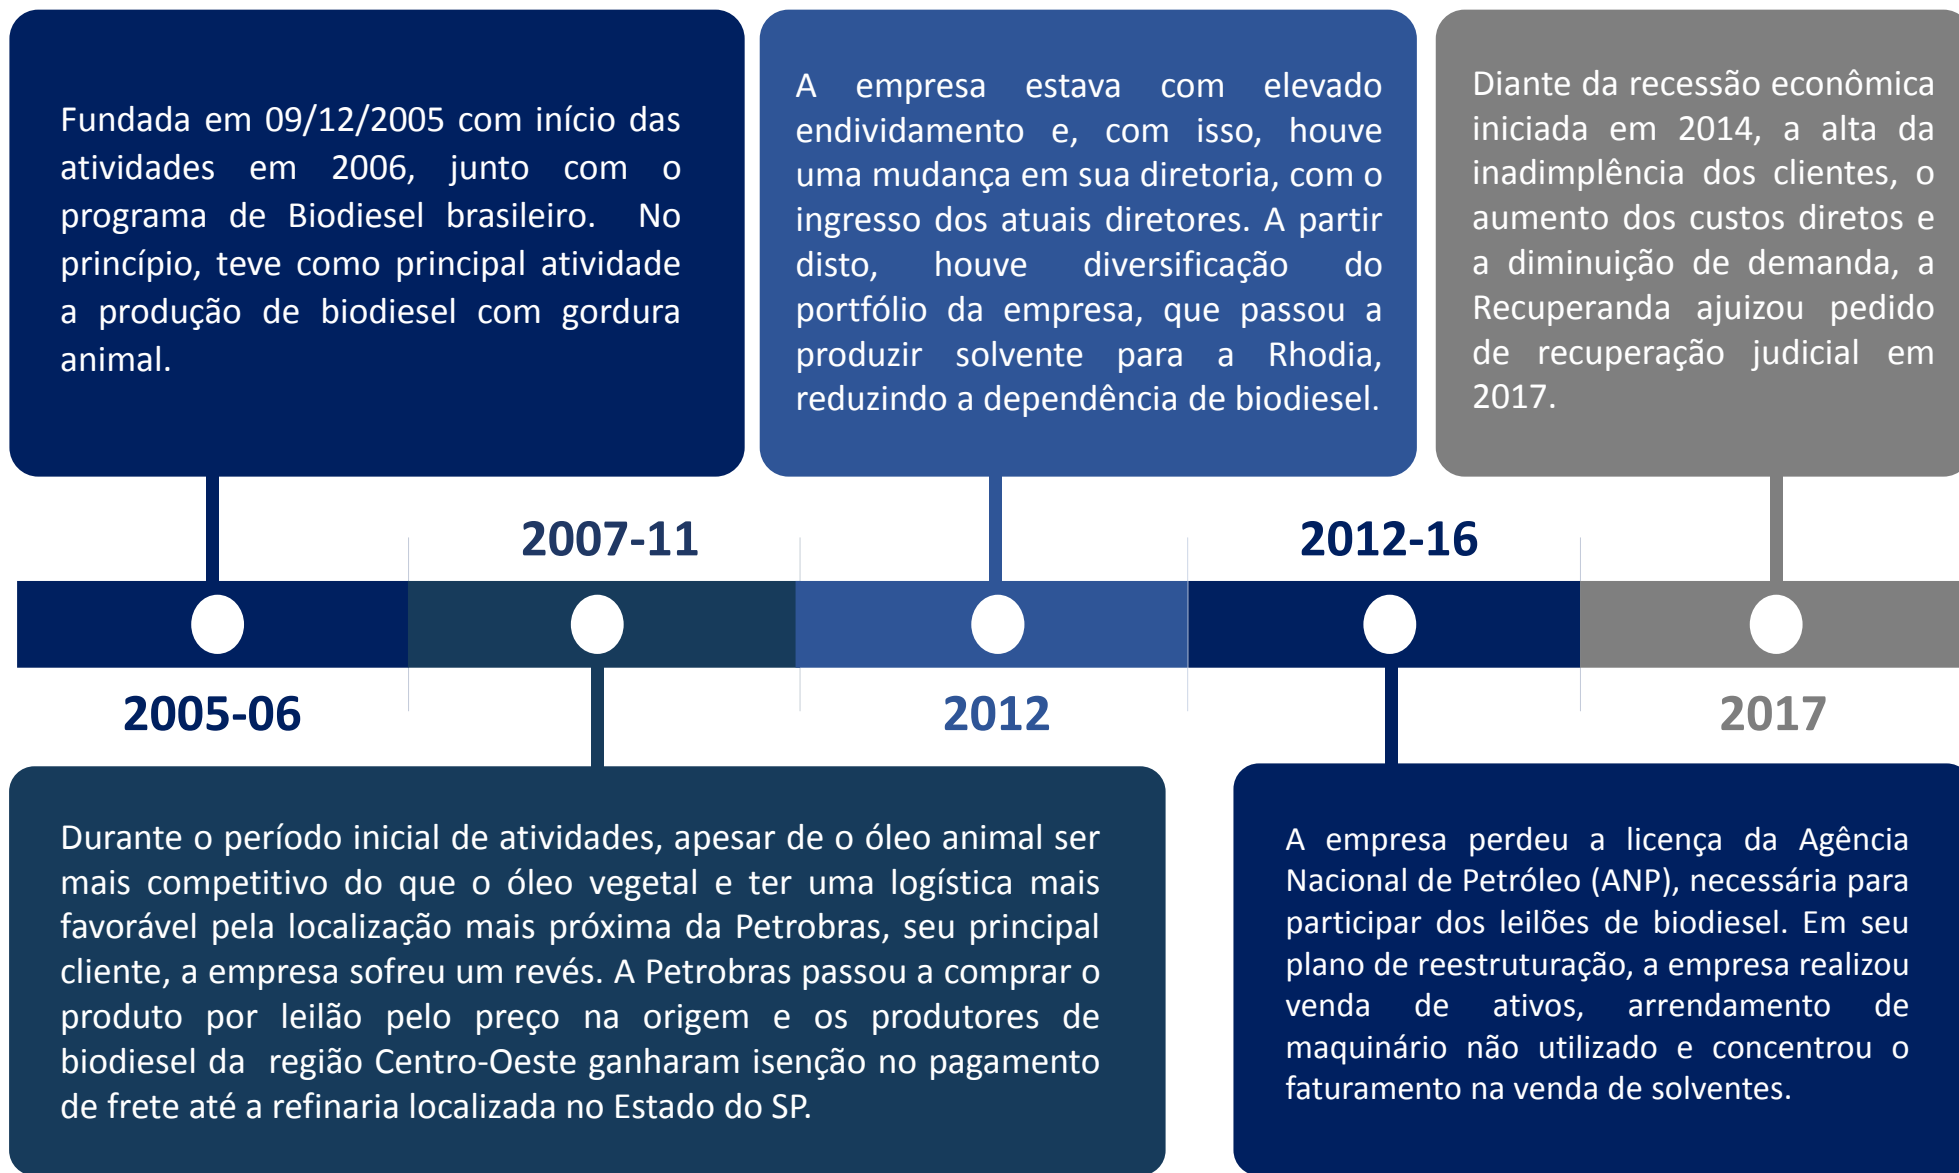 Fundada em 09/12/2005 com início das
atividades em 2006, junto com o
programa de Biodiesel brasileiro. No
princípio, teve como principal atividade
a produção de biodiesel com gordura
animal.
A empresa estava com elevado
endividamento e, com isso, houve
uma mudança em sua diretoria, com o
ingresso dos atuais diretores. A partir
disto, houve diversificação do
portfólio da empresa, que passou a
produzir solvente para a Rhodia,
reduzindo a dependência de biodiesel.
Diante da recessão econômica
iniciada em 2014, a alta da
inadimplência dos clientes, o
aumento dos custos diretos e
a diminuição de demanda, a
Recuperanda ajuizou pedido
de recuperação judicial em
2017.
2007-11
2012-16
2005-06
2012
2017
Durante o período inicial de atividades, apesar de o óleo animal ser
mais competitivo do que o óleo vegetal e ter uma logística mais
favorável pela localização mais próxima da Petrobras, seu principal
cliente, a empresa sofreu um revés. A Petrobras passou a comprar o
produto por leilão pelo preço na origem e os produtores de
biodiesel da região Centro-Oeste ganharam isenção no pagamento
de frete até a refinaria localizada no Estado do SP.
A empresa perdeu a licença da Agência
Nacional de Petróleo (ANP), necessária para
participar dos leilões de biodiesel. Em seu
plano de reestruturação, a empresa realizou
venda de ativos, arrendamento de
maquinário não utilizado e concentrou o
faturamento na venda de solventes.